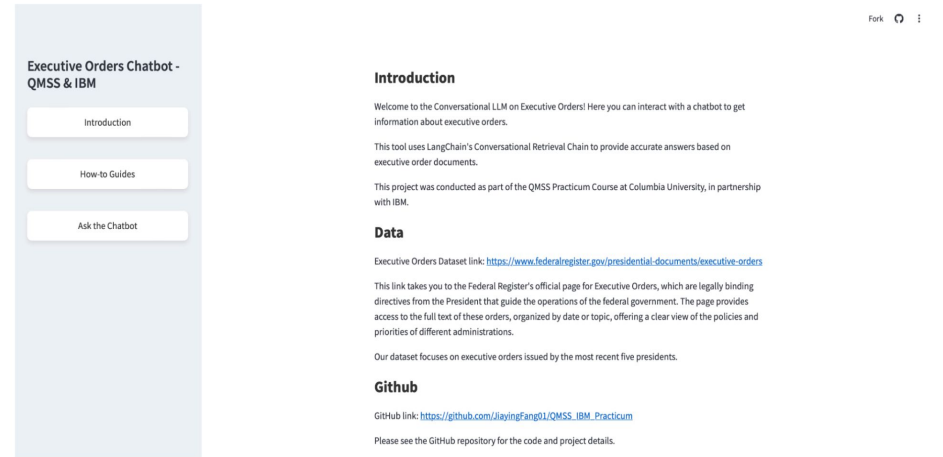 Fork
Executive Orders Chatbot -
QMSS & IBM
Introduction
How-to Guides
Ask the Chatbot
Introduction
Welcome to the Conversational LLM on Executive Orders! Here you can interact with a chatbot to get
information about executive orders.
This tool uses LangChain's Conversational Retrieval Chain to provide accurate answers based on
executive order documents.
This project was conducted as part of the QMSS Practicum Course at Columbia University, in partnership
with IBM.
Data
Executive Orders Dataset link: https://www.federalregister.gov/presidential-documents/executive-orders
This link takes you to the Federal Register's official page for Executive Orders, which are legally binding
directives from the President that guide the operations of the federal government. The page provides
access to the full text of these orders, organized by date or topic, offering a clear view of the policies and
priorities of different administrations.
Our dataset focuses on executive orders issued by the most recent five presidents.
Github
GitHub link: https://github.com/JiayingFang01/QMSS_IBM_Practicum
Please see the GitHub repository for the code and project details.